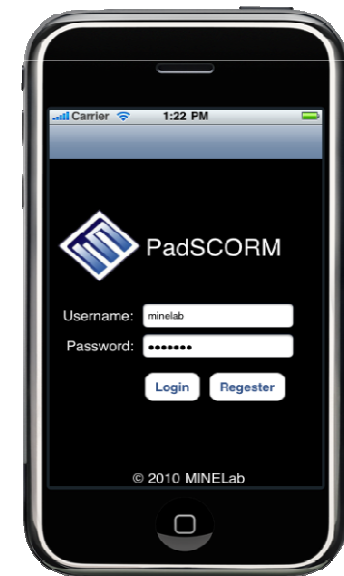 Carrier 1:22 PM
PadSCORM
Username: minelab
Password: •••••••
Login Regester
© 2010 MINELab